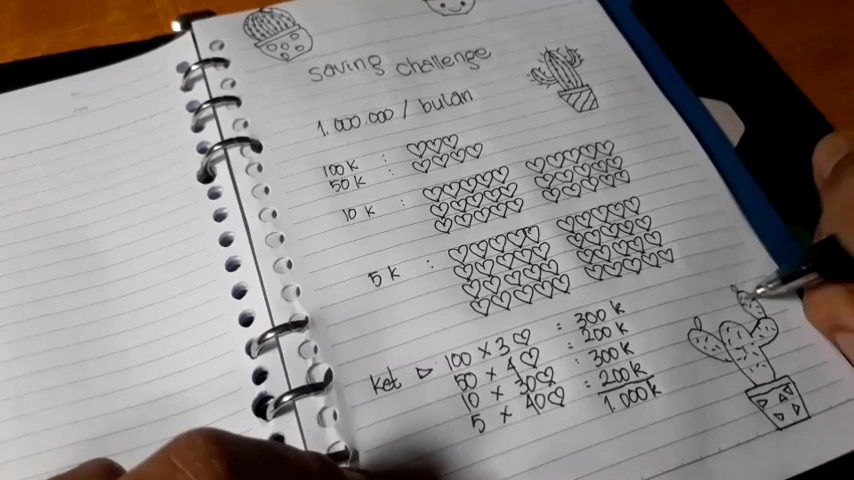 saving challenge
1.000.000 / bulan
100 K : ♡♡♡
50 K : ♡♡♡♡
10 K :
5 K :
Ket ▷ 100 x 3♡ : 300 k
50 x 4♡ : 200 k
10 x 30♡ : 300 k
5 x 40♡ : 200 k
1.000 k